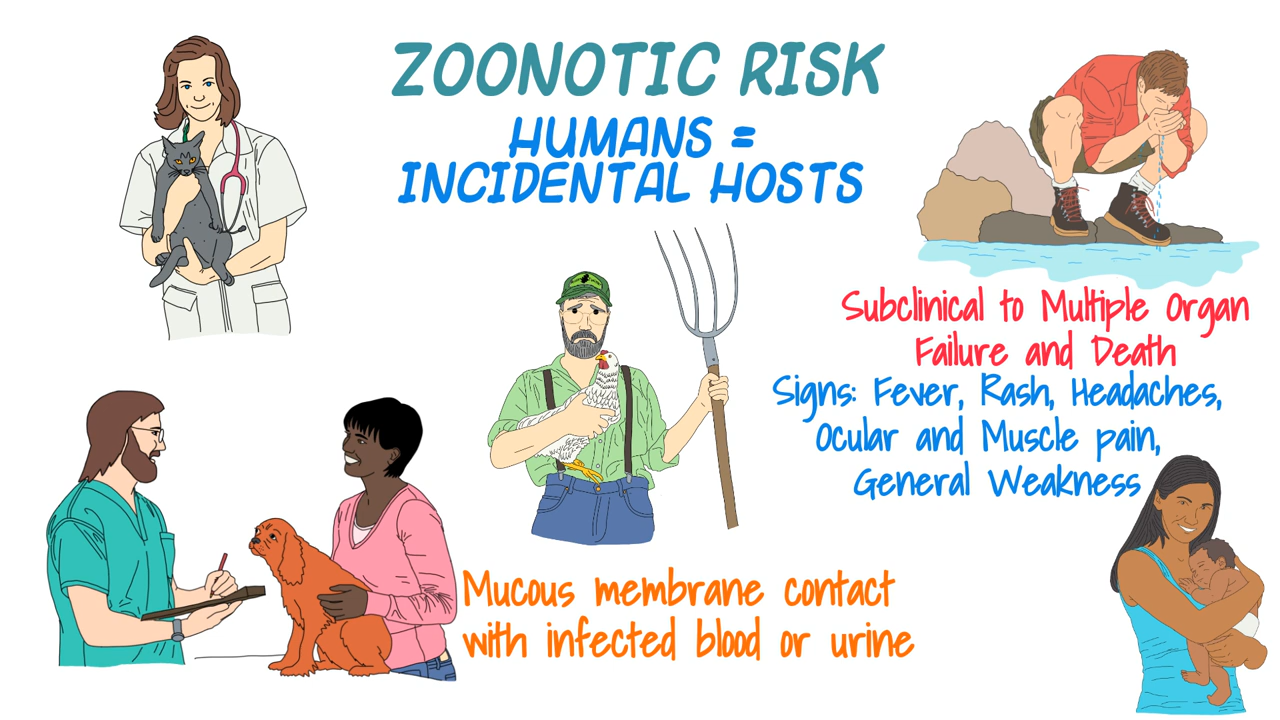 ZOONOTIC RISK
HUMANS =
INCIDENTAL HOSTS
Subclinical to Multiple Organ
Failure and Death
Signs: Fever, Rash, Headaches,
Ocular and Muscle pain,
General Weakness
Mucous membrane contact
with infected blood or urine